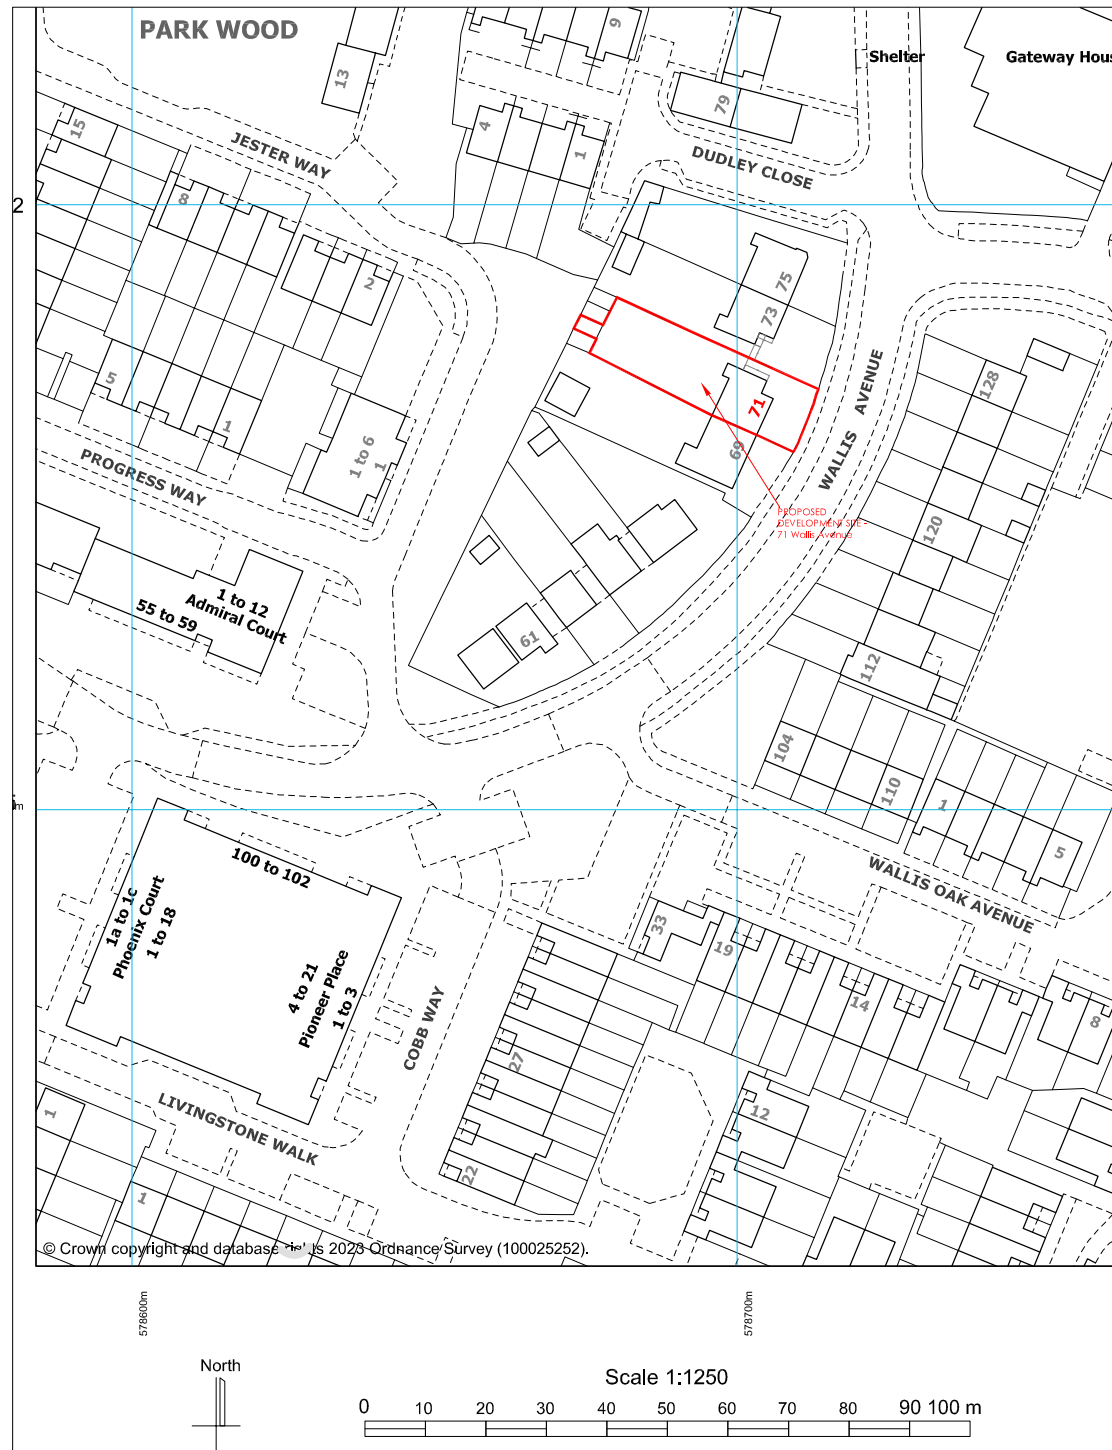 PARK WOOD
9
Shelter
Gateway Hous
13
79
15
4
1
JESTER WAY
DUDLEY CLOSE
2
8
2
75
73
5
1
71
WALLIS AVENUE
128
1 to 6
1
69
PROGRESS WAY
PROPOSED
DEVELOPMENT SITE -
71 Wallis Avenue
120
1 to 12
Admiral Court
55 to 59
61
112
104
110
1
5
m
100 to 102
WALLIS OAK AVENUE
1a to 1c
Phoenix Court
1 to 18
33
19
4 to 21
Pioneer Place
1 to 3
14
8
COBB WAY
27
12
1
LIVINGSTONE WALK
22
1
© Crown copyright and database 2023 Ordnance Survey (100025252).
578600m
578700m
North
Scale 1:1250
0 10 20 30 40 50 60 70 80 90 100 m